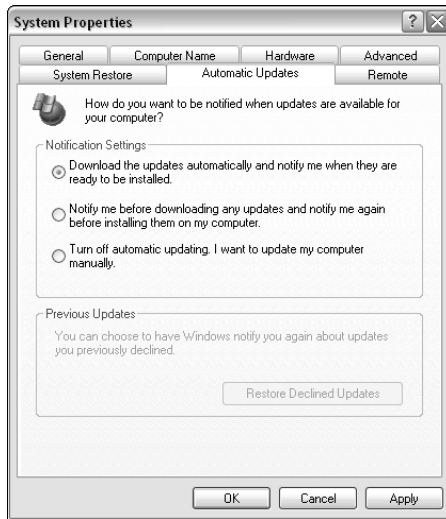 System Properties
General
Computer Name
Hardware
Advanced
System Restore
Automatic Updates
Remote
How do you want to be notified when updates are available for
your computer?
Notification Settings
Download the updates automatically and notify me when they are
ready to be installed.
Notify me before downloading any updates and notify me again
before installing them on my computer.
Turn off automatic updating. I want to update my computer
manually.
Previous Updates
You can choose to have Windows notify you again about updates
you previously declined.
Restore Declined Updates
OK
Cancel
Apply